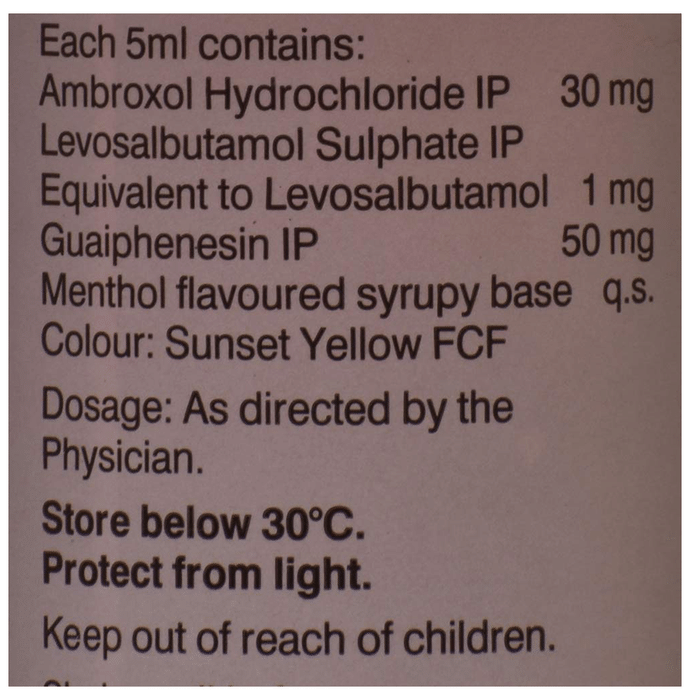 Each 5ml contains:
Ambroxol Hydrochloride IP 30 mg
Levosalbutamol Sulphate IP
Equivalent to Levosalbutamol 1 mg
Guaiphenesin IP 50 mg
Menthol flavoured syrupy base q.s.
Colour: Sunset Yellow FCF
Dosage: As directed by the
Physician.
Store below 30°C.
Protect from light.
Keep out of reach of children.